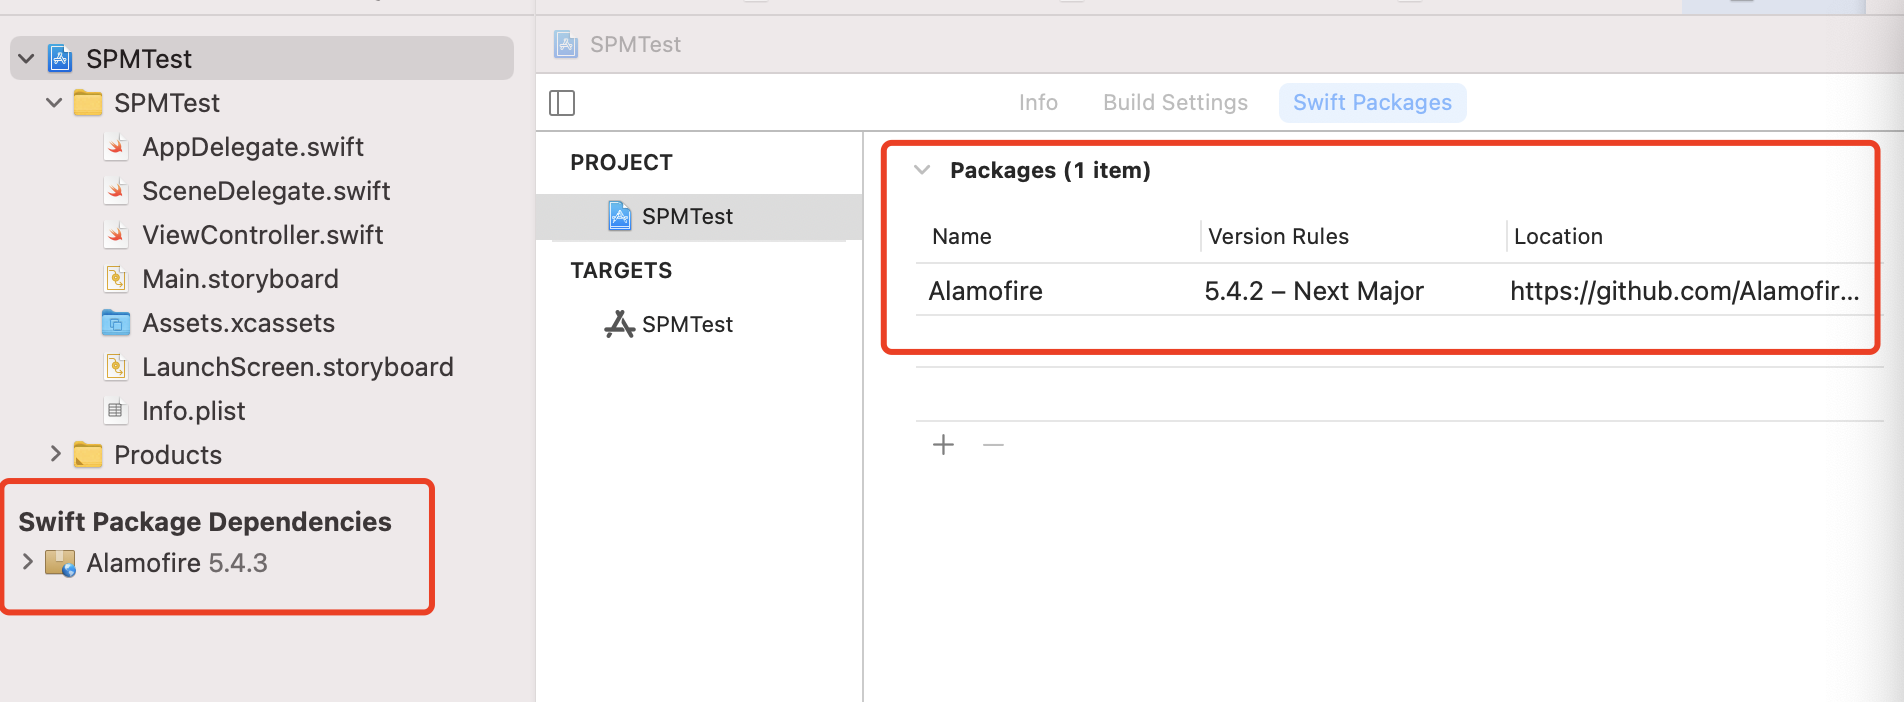 SPMTest
SPMTest
AppDelegate.swift
SceneDelegate.swift
ViewController.swift
Main.storyboard
Assets.xcassets
LaunchScreen.storyboard
Info.plist
Products
Swift Package Dependencies
Alamofire 5.4.3
SPMTest
Info Build Settings Swift Packages
PROJECT
SPMTest
TARGETS
SPMTest
Packages (1 item)
Name Version Rules Location
Alamofire 5.4.2 – Next Major https://github.com/Alamofir...